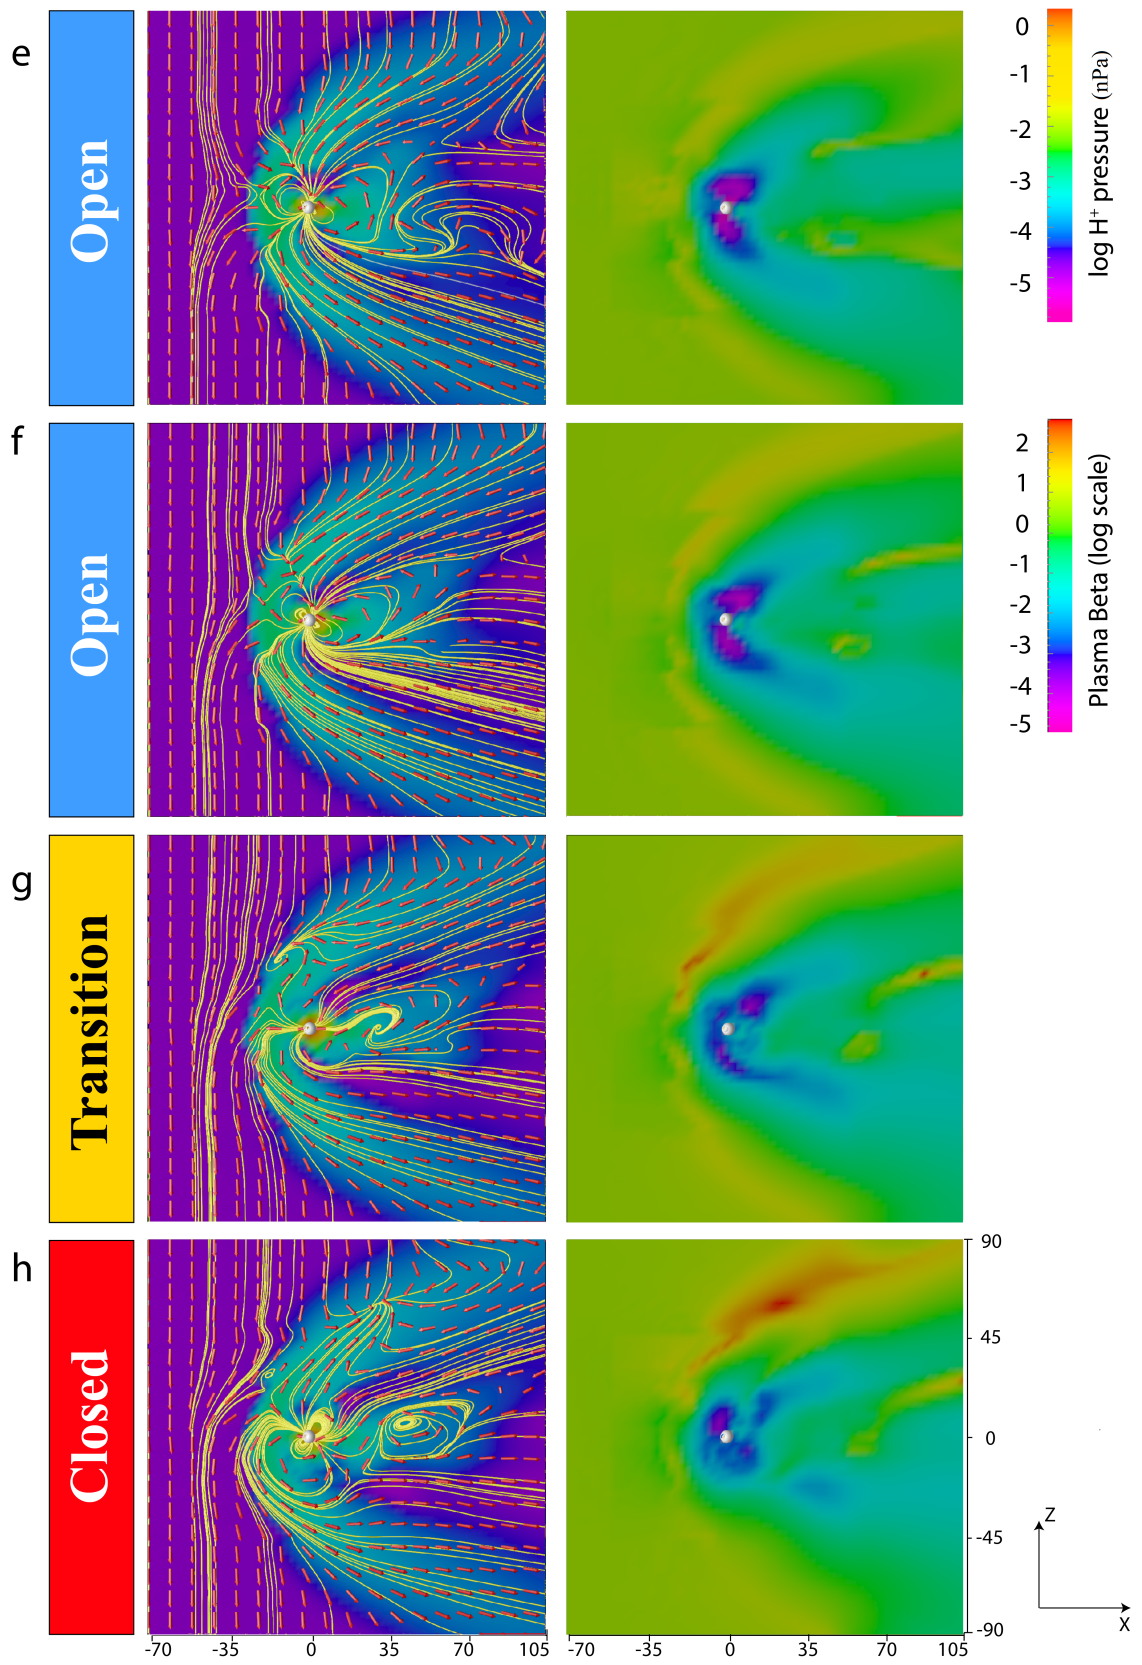 e
Open
0
-1
-2
-3
-4
-5
log H⁺ pressure (nPa)
f
Open
2
1
0
-1
-2
-3
-4
-5
Plasma Beta (log scale)
g
Transition
h
Closed
90
45
0
-45
-90
Z
X
-70 -35 0 35 70 105
-70 -35 0 35 70 105